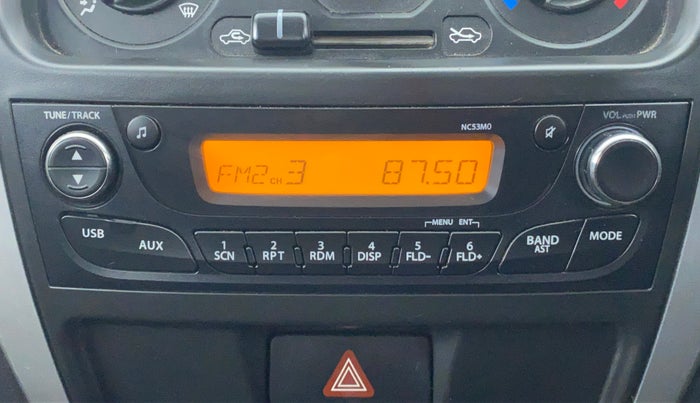 TUNE/TRACK
NC53M0
VOL PUSH PWR
FM2 CH 3 87.50
MENU ENT
USB
AUX
1 SCN
2 RPT
3 RDM
4 DISP
5 FLD-
6 FLD+
BAND AST
MODE